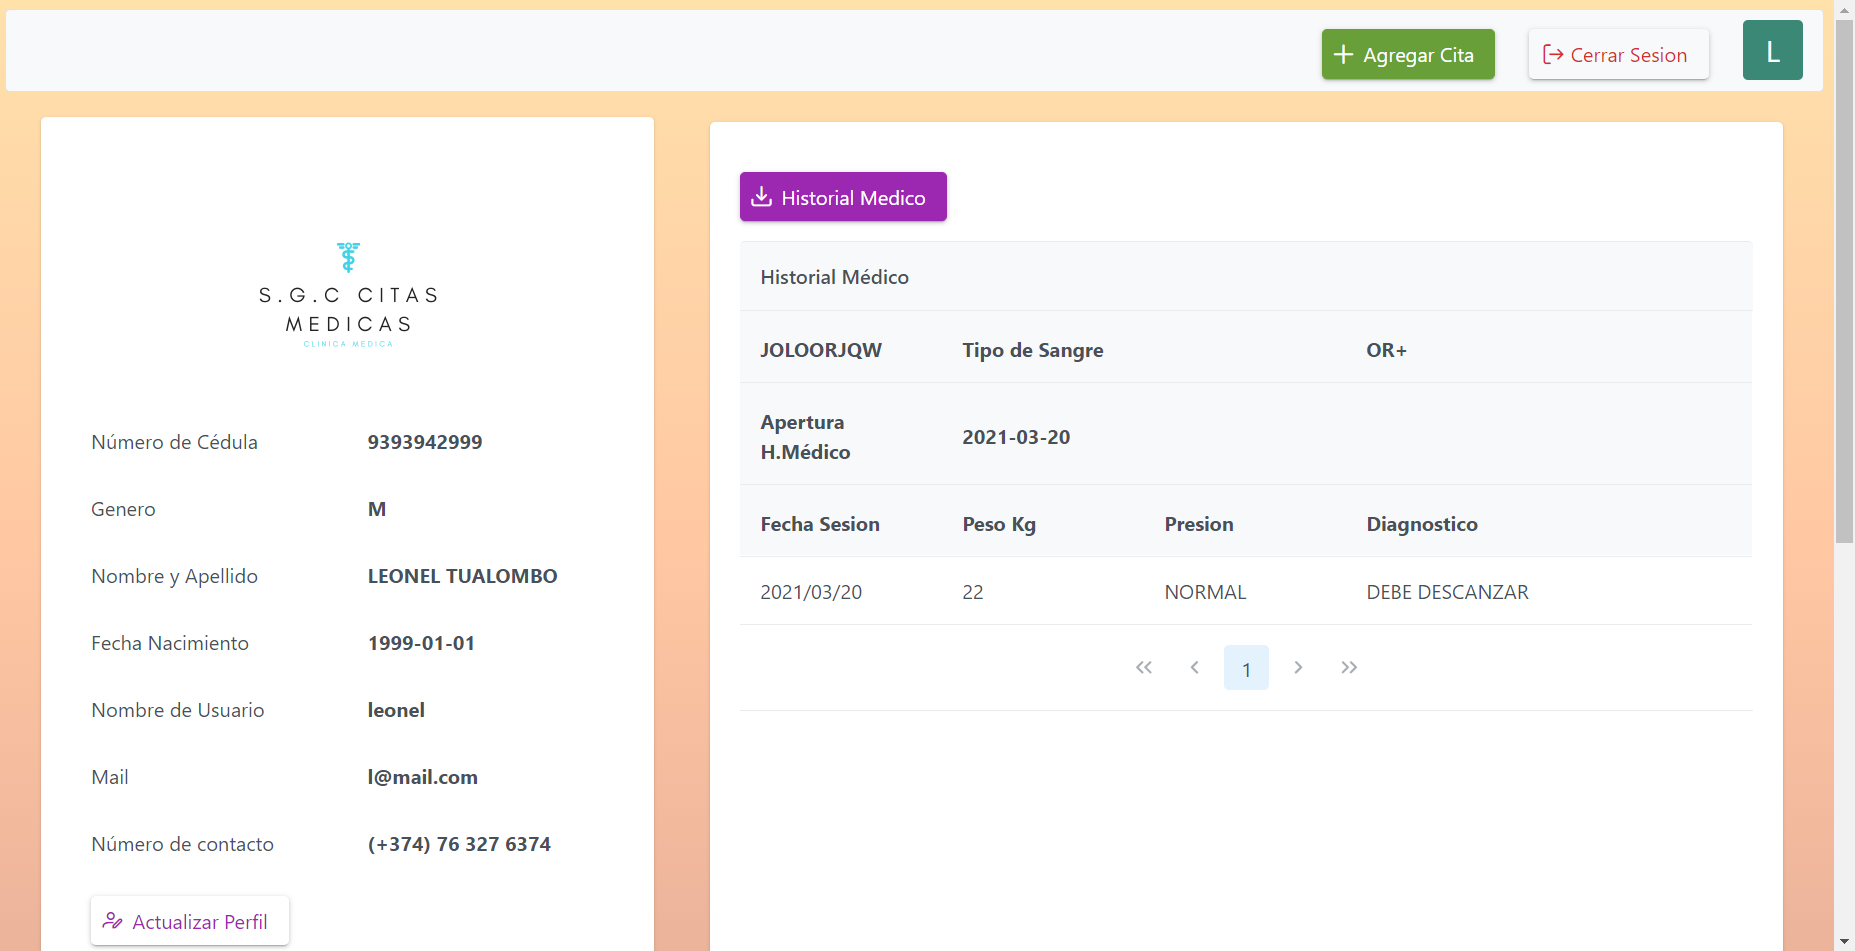 Agregar Cita
Cerrar Sesion
L
S.G.C CITAS
MEDICAS
CLINICA MEDICA
Número de Cédula 9393942999
Genero M
Nombre y Apellido LEONEL TUALOMBO
Fecha Nacimiento 1999-01-01
Nombre de Usuario leonel
Mail l@mail.com
Número de contacto (+374) 76 327 6374
Actualizar Perfil
Historial Medico
Historial Médico
JOLOORJQW Tipo de Sangre OR+
Apertura
H.Médico 2021-03-20
Fecha Sesion Peso Kg Presion Diagnostico
2021/03/20 22 NORMAL DEBE DESCANZAR
1